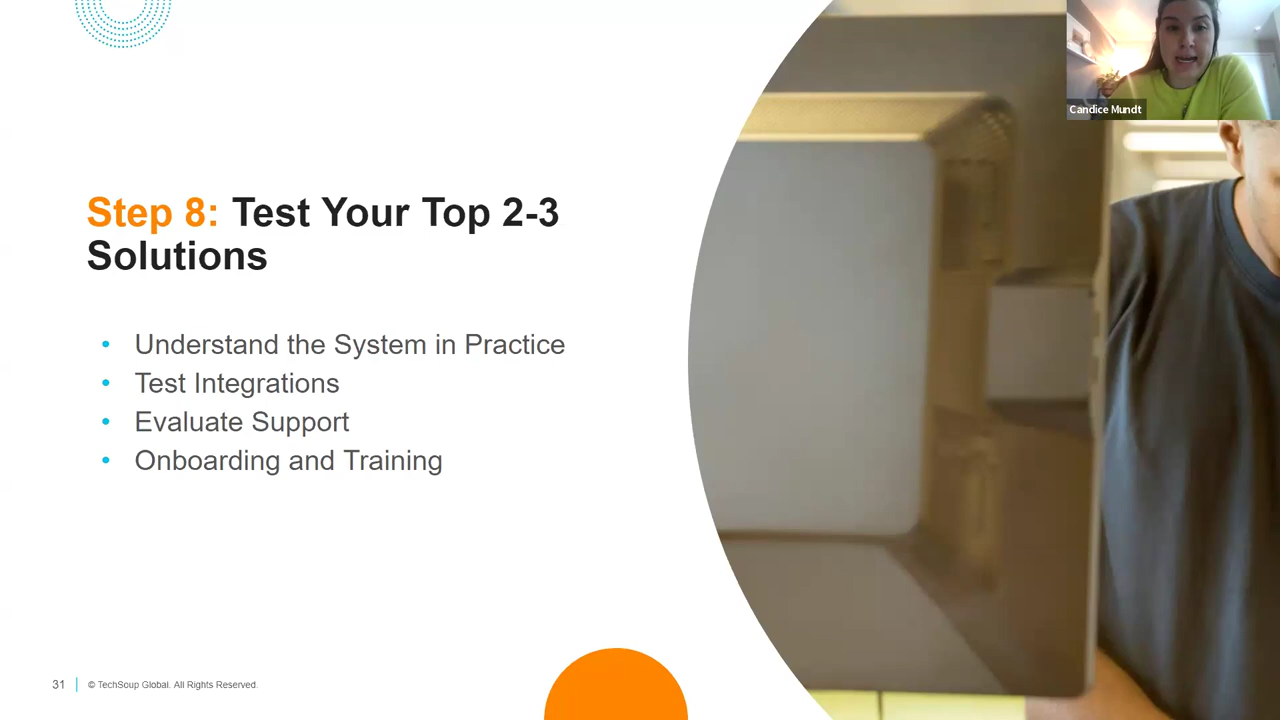 Candice Mundt
Step 8: Test Your Top 2-3
Solutions
• Understand the System in Practice
• Test Integrations
• Evaluate Support
• Onboarding and Training
31
© TechSoup Global. All Rights Reserved.